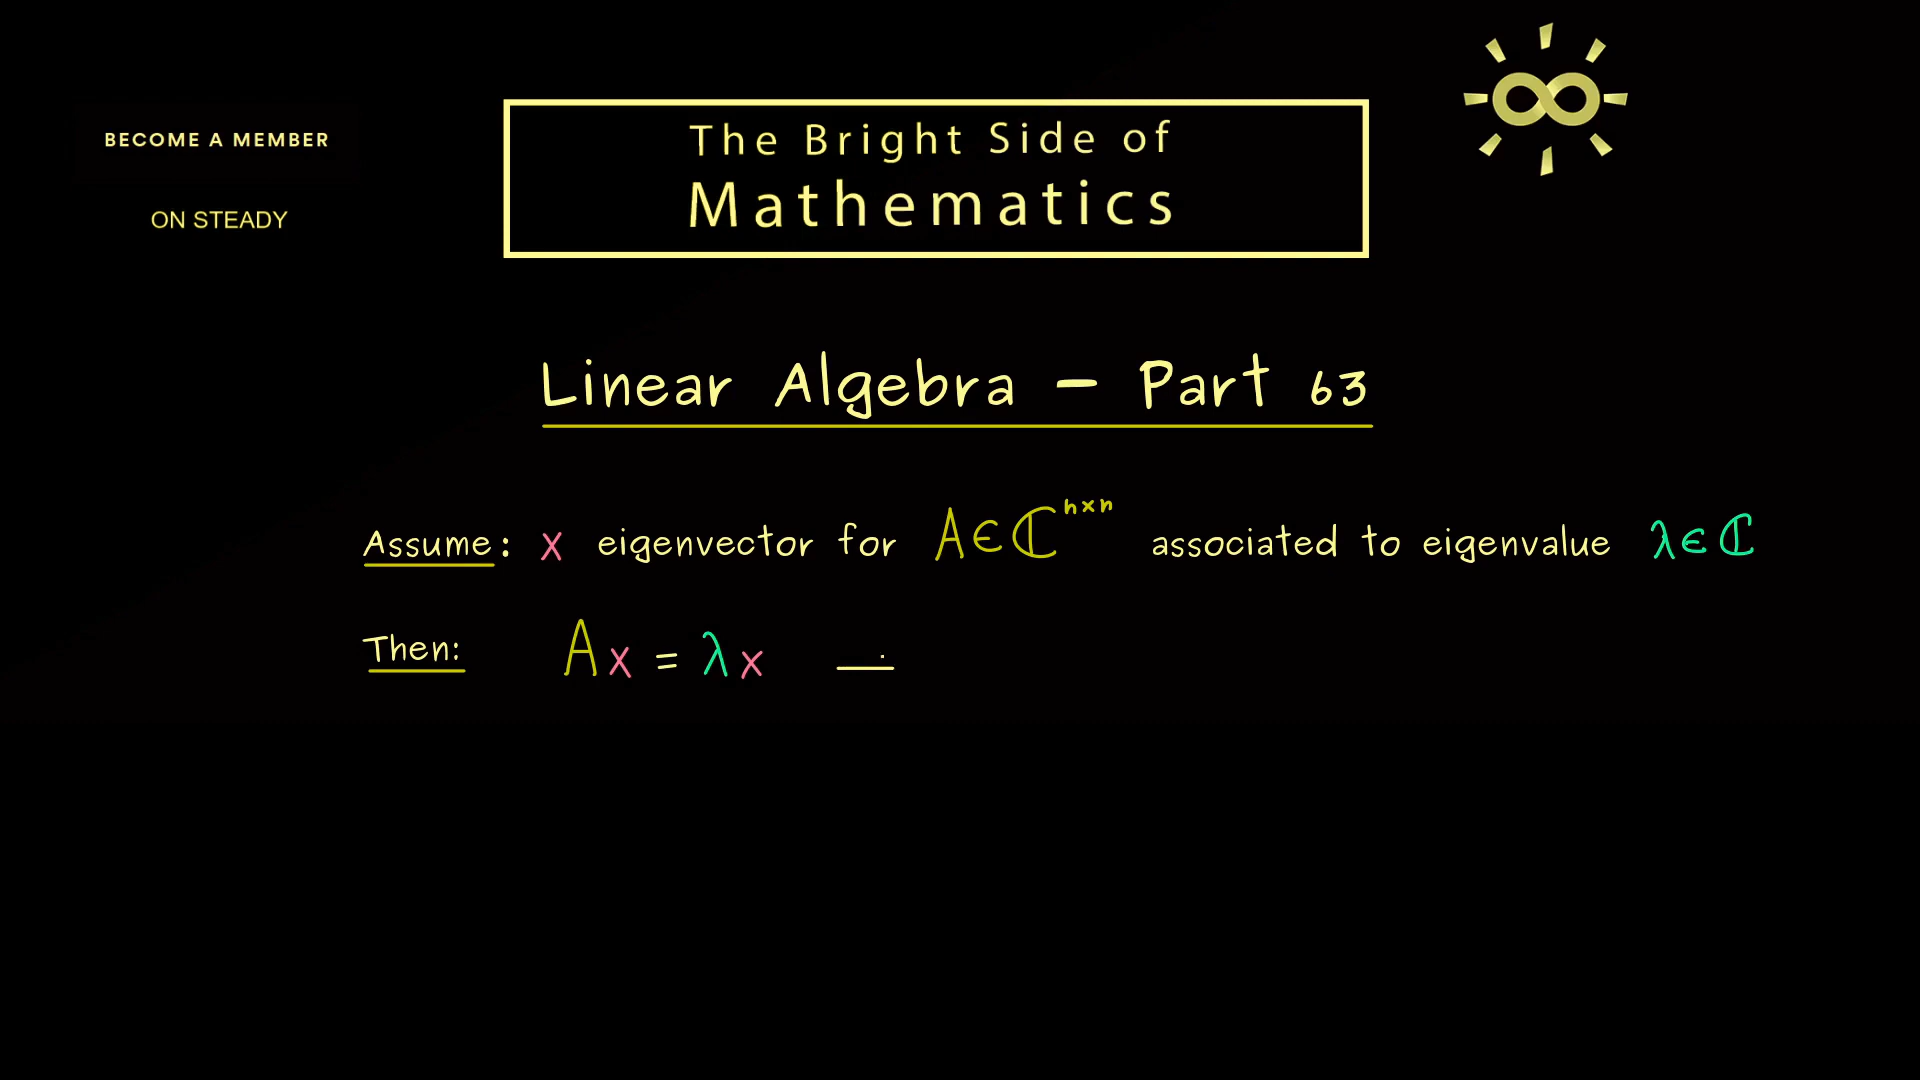 BECOME A MEMBER
ON STEADY
The Bright Side of
Mathematics
Linear Algebra – Part 63
Assume: x eigenvector for A∈ℂⁿˣⁿ associated to eigenvalue λ∈ℂ
Then: Ax = λx